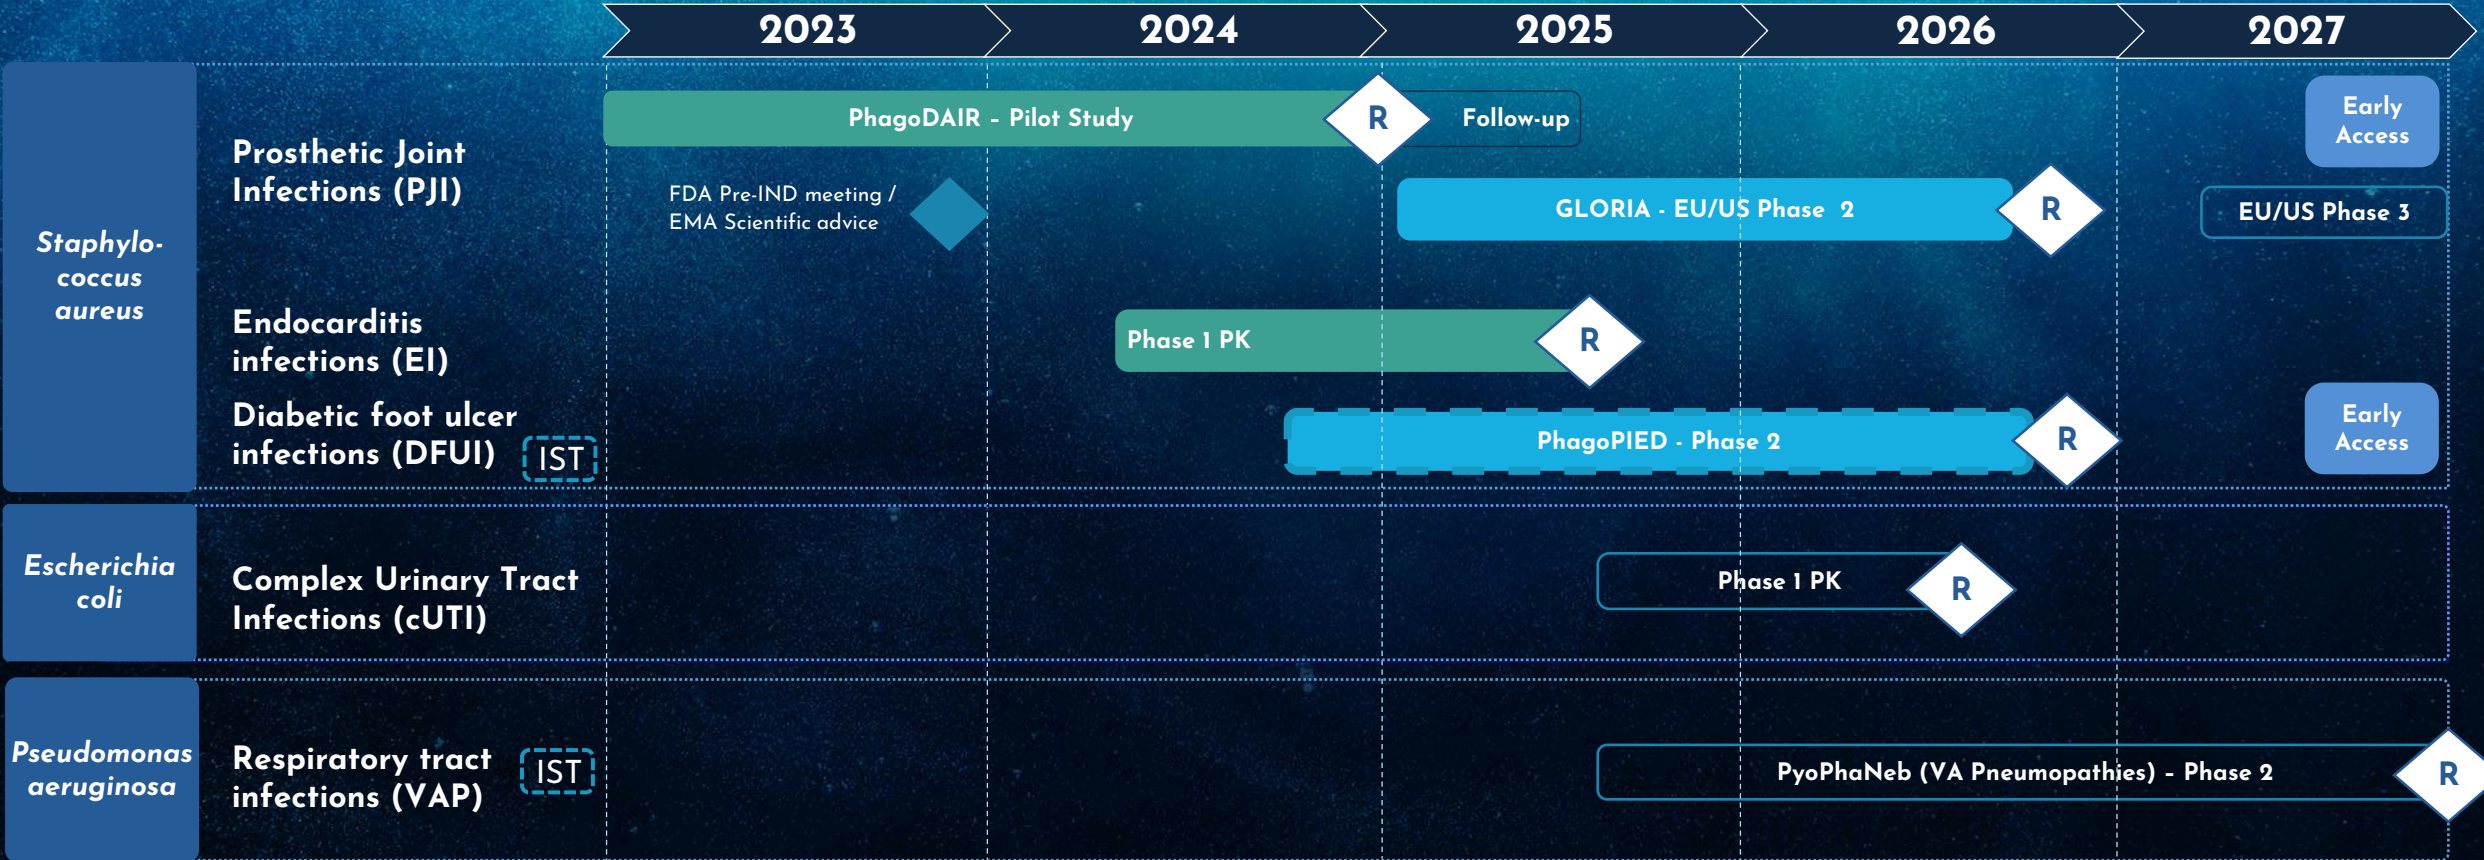 2023
2024
2025
2026
2027
Staphylo-
coccus
aureus
Prosthetic Joint
Infections (PJI)
PhagoDAIR – Pilot Study
R
Follow-up
Early
Access
FDA Pre-IND meeting /
EMA Scientific advice
GLORIA - EU/US Phase 2
R
EU/US Phase 3
Endocarditis
infections (EI)
Phase 1 PK
R
Diabetic foot ulcer
infections (DFUI)
IST
PhagoPIED - Phase 2
R
Early
Access
Escherichia
coli
Complex Urinary Tract
Infections (cUTI)
Phase 1 PK
R
Pseudomonas
aeruginosa
Respiratory tract
infections (VAP)
IST
PyoPhaNeb (VA Pneumopathies) – Phase 2
R